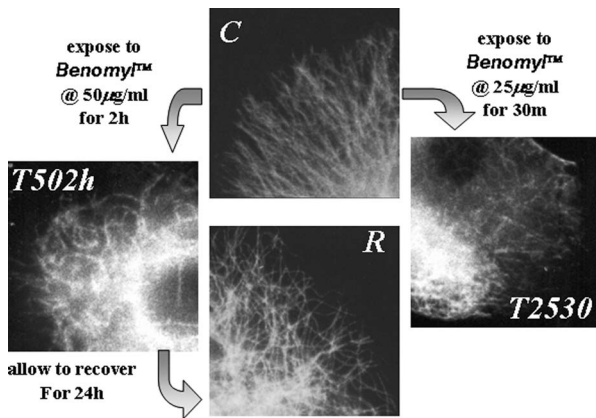 expose to
Benomyl™
@ 50µg/ml
for 2h
C
expose to
Benomyl™
@ 25µg/ml
for 30m
T502h
R
T2530
allow to recover
For 24h